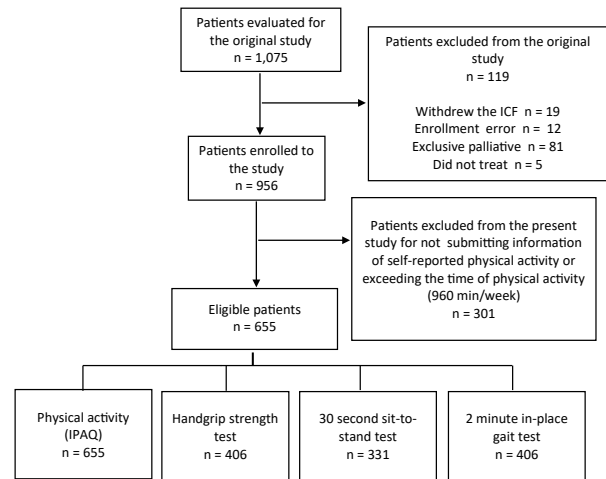 Patients evaluated for
the original study
n = 1,075
Patients excluded from the original
study
n = 119
Withdrew the ICF  n = 19
Enrollment error  n =  12
Exclusive palliative  n = 81
Did not treat  n = 5
Patients enrolled to
the study
n = 956
Patients excluded from the present
study for not  submitting information
of self-reported physical activity or
exceeding the time of physical activity
(960 min/week)
n = 301
Eligible patients
n = 655
Physical activity
(IPAQ)
n = 655
Handgrip strength
test
n = 406
30 second sit-to-
stand test
n = 331
2 minute in-place
gait test
n = 406